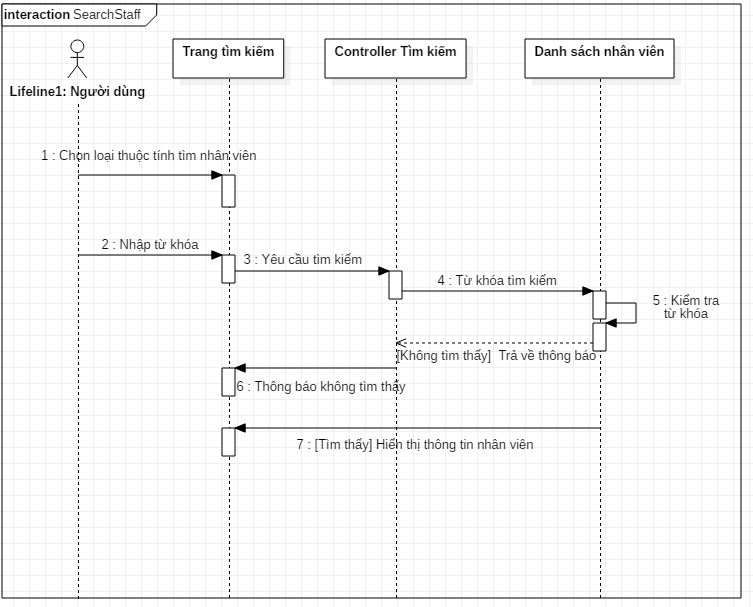 interaction SearchStaff
Trang tìm kiếm
Controller Tìm kiếm
Danh sách nhân viên
Lifeline1: Người dùng
1 : Chọn loại thuộc tính tìm nhân viên
2 : Nhập từ khóa
3 : Yêu cầu tìm kiếm
4 : Từ khóa tìm kiếm
5 : Kiểm tra
từ khóa
[Không tìm thấy] Trả về thông báo
6 : Thông báo không tìm thấy
7 : [Tìm thấy] Hiển thị thông tin nhân viên